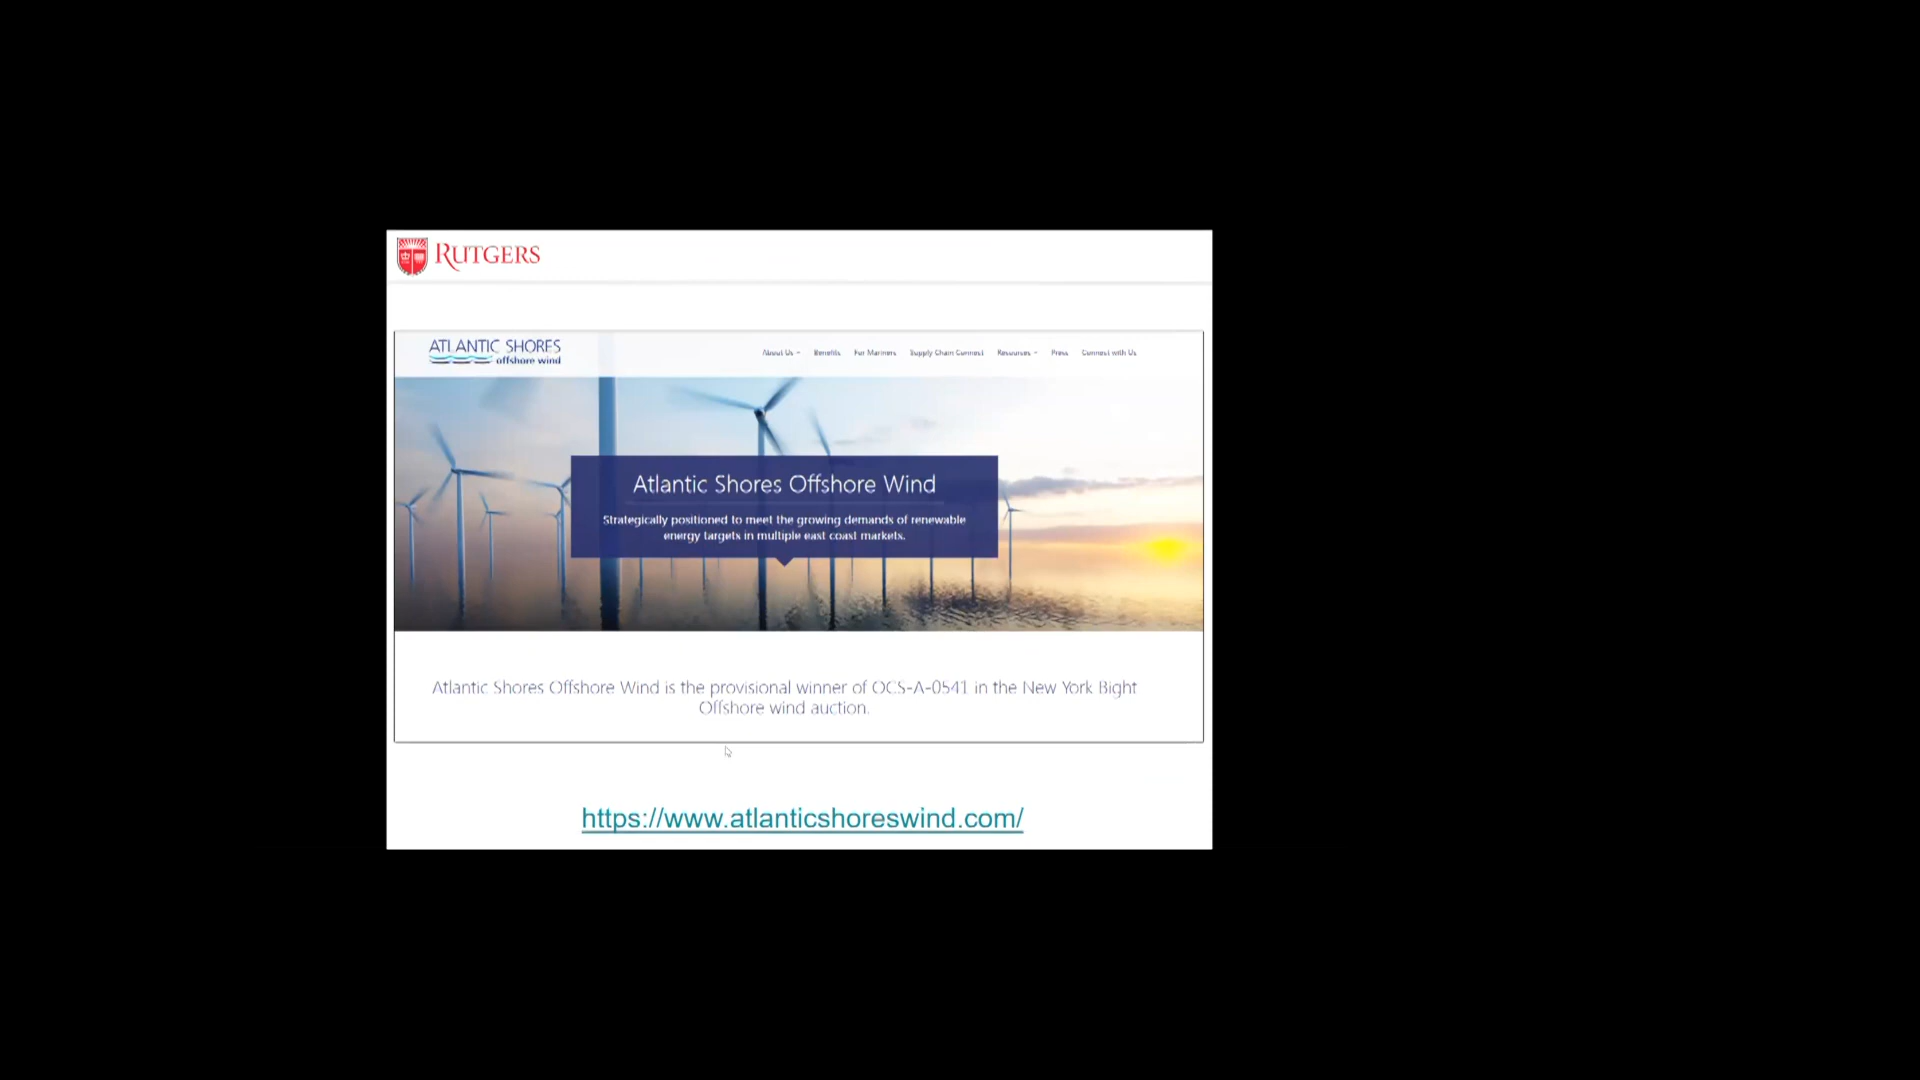 RUTGERS
ATLANTIC SHORES
offshore wind
About Us Benefits For Mariners Supply Chain Connect Resources Press Connect with Us
Atlantic Shores Offshore Wind
Strategically positioned to meet the growing demands of renewable
energy targets in multiple east coast markets.
Atlantic Shores Offshore Wind is the provisional winner of OCS-A-0541 in the New York Bight
Offshore wind auction.
https://www.atlanticshoreswind.com/